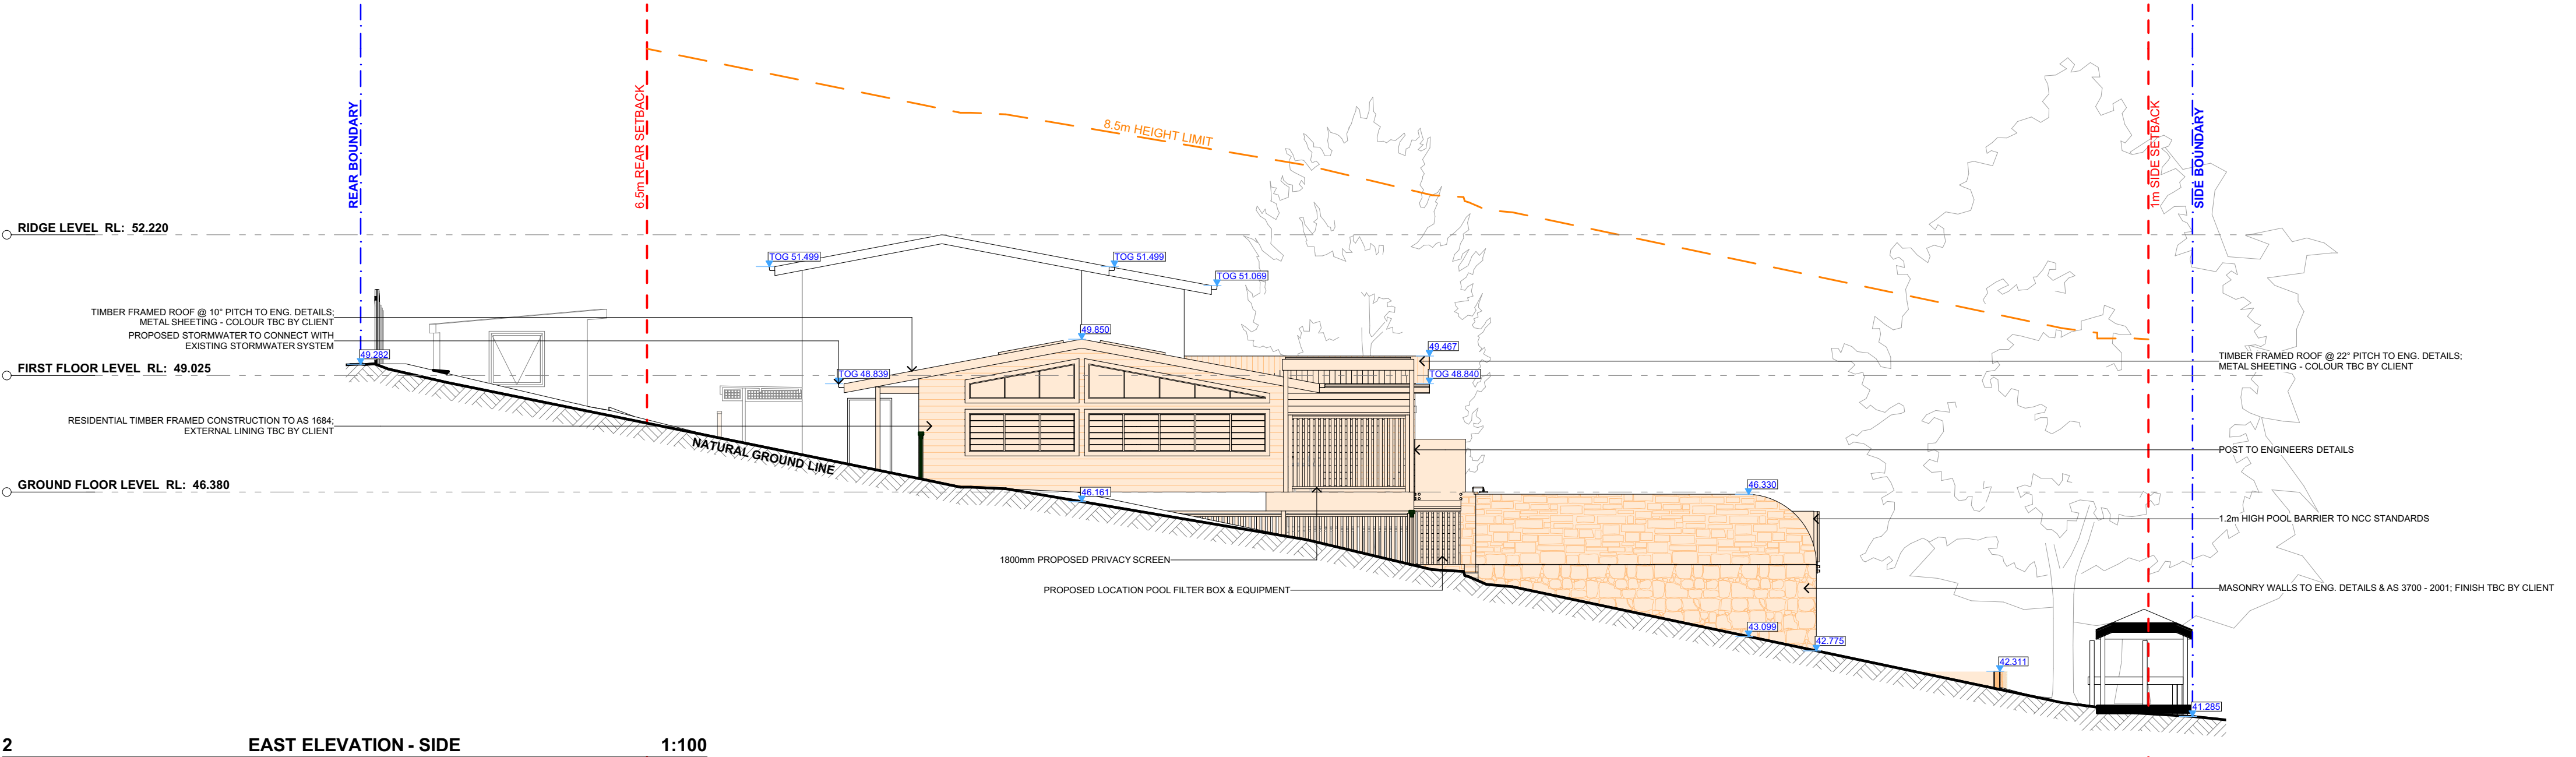 REAR BOUNDARY
6.5m REAR SETBACK
8.5m HEIGHT LIMIT
1m SIDE SETBACK
SIDE BOUNDARY
RIDGE LEVEL RL: 52.220
TOG 51.499
TOG 51.499
TOG 51.069
TIMBER FRAMED ROOF @ 10° PITCH TO ENG. DETAILS;
METAL SHEETING - COLOUR TBC BY CLIENT
PROPOSED STORMWATER TO CONNECT WITH
EXISTING STORMWATER SYSTEM
49.850
49.467
49.282
TIMBER FRAMED ROOF @ 22° PITCH TO ENG. DETAILS;
METAL SHEETING - COLOUR TBC BY CLIENT
FIRST FLOOR LEVEL RL: 49.025
TOG 48.839
TOG 48.840
RESIDENTIAL TIMBER FRAMED CONSTRUCTION TO AS 1684;
EXTERNAL LINING TBC BY CLIENT
NATURAL GROUND LINE
POST TO ENGINEERS DETAILS
GROUND FLOOR LEVEL RL: 46.380
46.161
46.330
1.2m HIGH POOL BARRIER TO NCC STANDARDS
1800mm PROPOSED PRIVACY SCREEN
PROPOSED LOCATION POOL FILTER BOX & EQUIPMENT
MASONRY WALLS TO ENG. DETAILS & AS 3700 - 2001; FINISH TBC BY CLIENT
43.099
42.775
42.311
41.285
2 EAST ELEVATION - SIDE 1:100